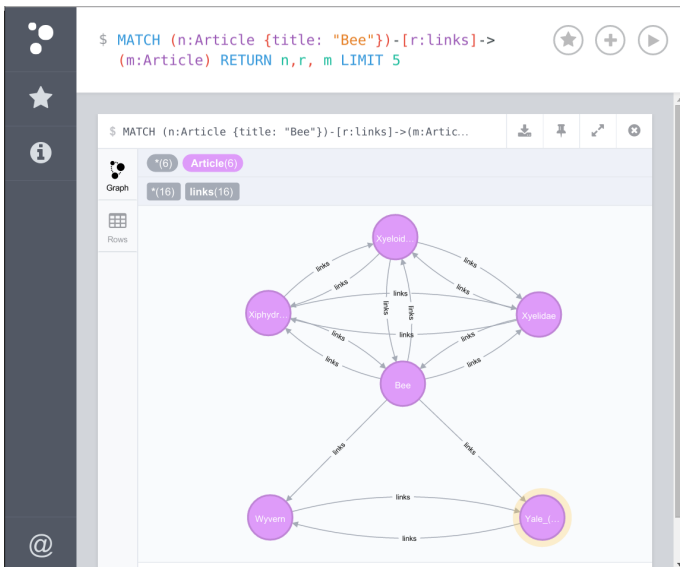 $ MATCH (n:Article {title: "Bee"})-[r:links]->
(m:Article) RETURN n,r, m LIMIT 5
$ MATCH (n:Article {title: "Bee"})-[r:links]->(m:Artic...
*(6) Article(6)
Graph
*(16) links(16)
Rows
Xyeloid...
links
links
links
links
links
links
Xiphydr...
Xyelidae
links
links
links
links
links
links
Bee
links
links
links
Wyvern
Yale_(...
links
@